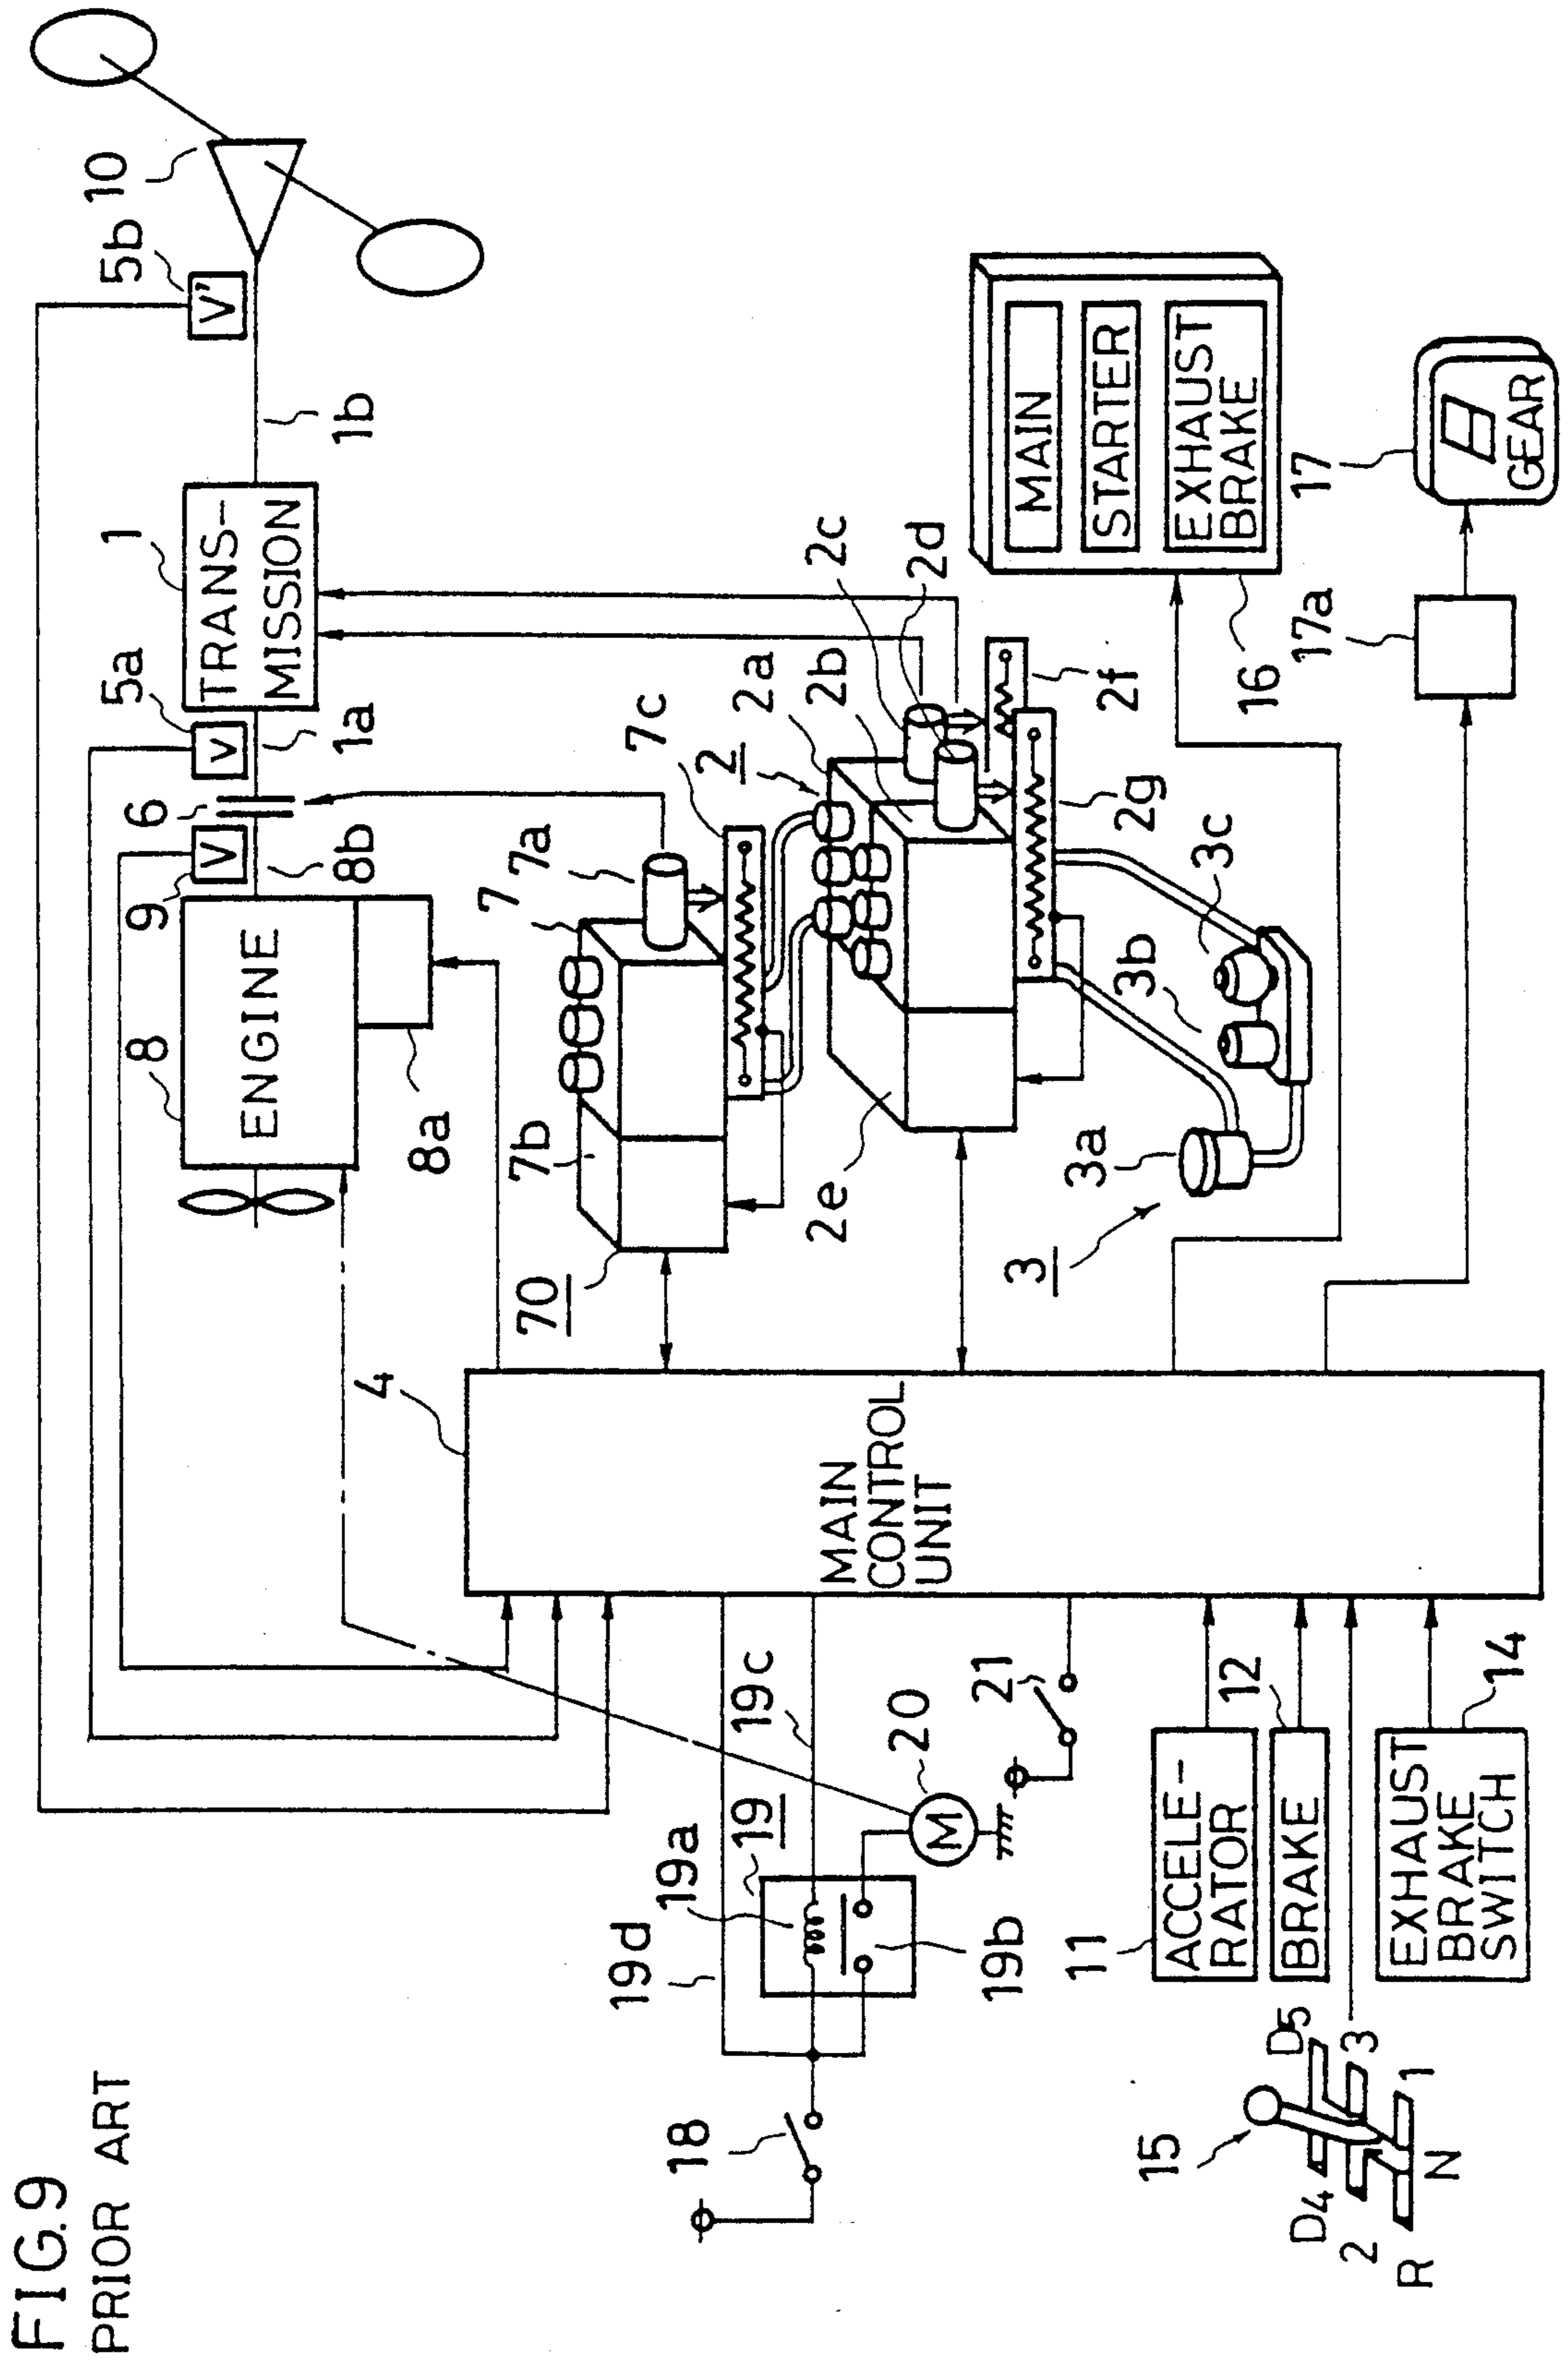 FIG.9
PRIOR ART
10
5b
V'
1b
1
TRANS-
MISSION
5a
V
1a
6
9
V
8b
8
ENGINE
8a
7
7a
7b
7c
70
2
2a
2b
2c
2d
2e
2f
2g
3
3a
3b
3c
MAIN
STARTER
EXHAUST
BRAKE
16
17
GEAR
17a
4
MAIN
CONTROL
UNIT
18
19
19a
19b
19c
19d
20
M
21
11
ACCELE-
RATOR
12
BRAKE
14
EXHAUST
BRAKE
SWITCH
15
D4
D5
2
3
R
N
1